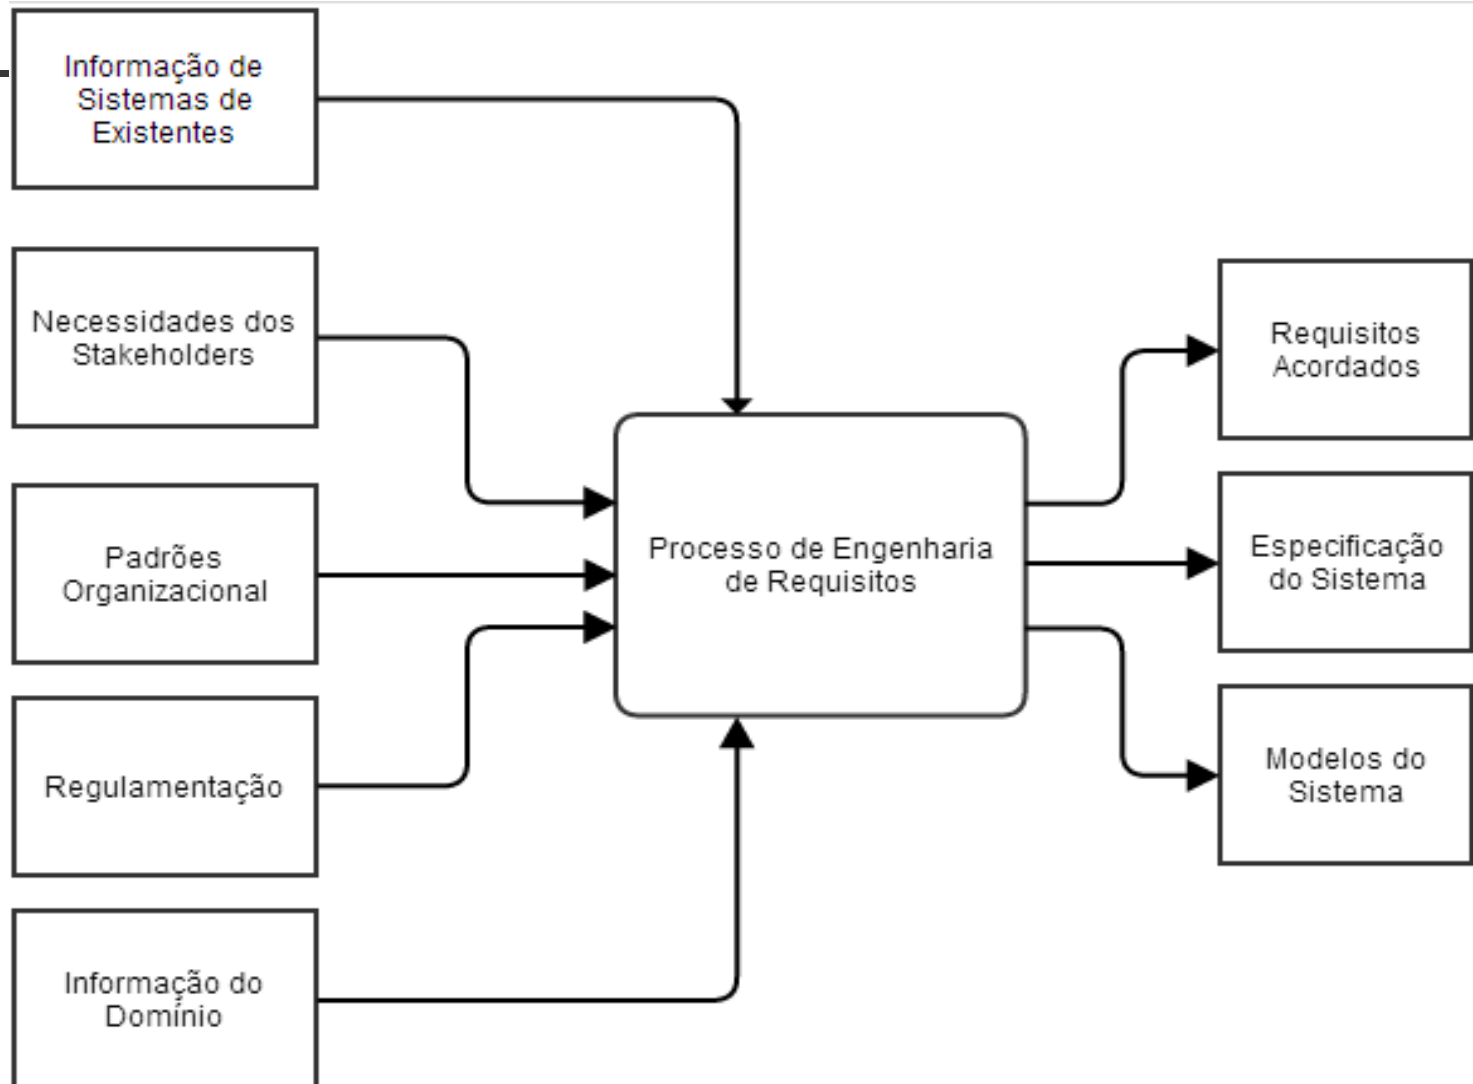 Informação de
Sistemas de
Existentes
Necessidades dos
Stakeholders
Padrões
Organizacional
Regulamentação
Informação do
Domínio
Processo de Engenharia
de Requisitos
Requisitos
Acordados
Especificação
do Sistema
Modelos do
Sistema